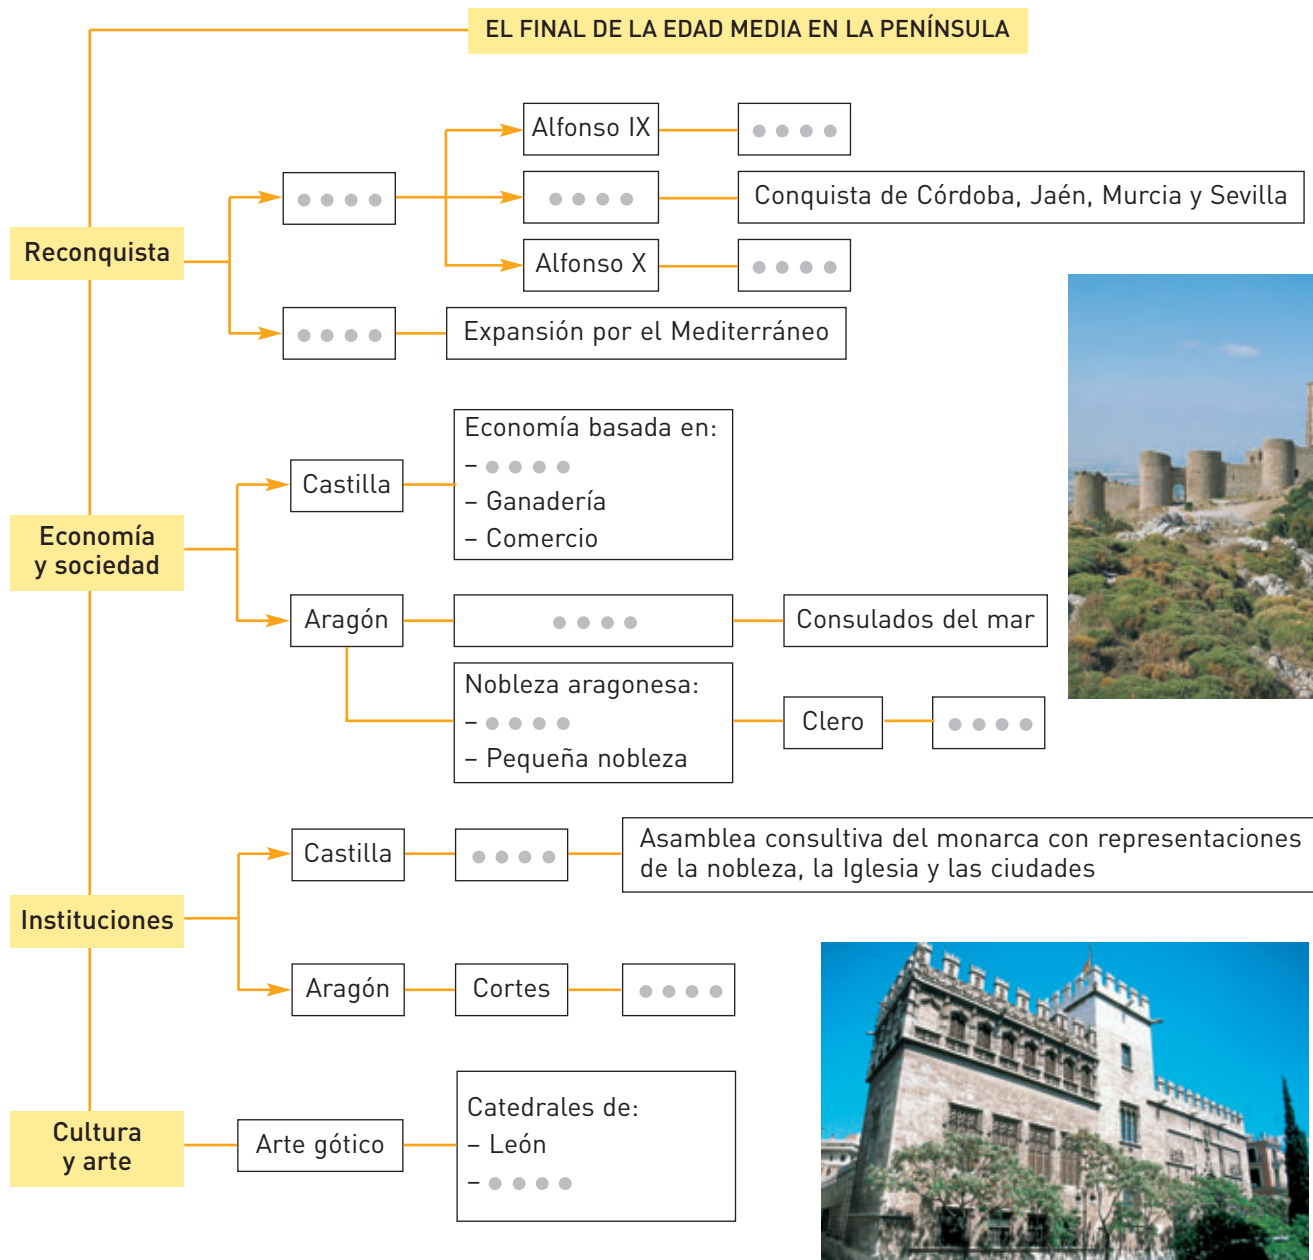 EL FINAL DE LA EDAD MEDIA EN LA PENÍNSULA
Reconquista
Alfonso IX
Conquista de Córdoba, Jaén, Murcia y Sevilla
Alfonso X
Expansión por el Mediterráneo
Economía
y sociedad
Castilla
Economía basada en:
–
– Ganadería
– Comercio
Aragón
Consulados del mar
Nobleza aragonesa:
–
– Pequeña nobleza
Clero
Instituciones
Castilla
Asamblea consultiva del monarca con representaciones
de la nobleza, la Iglesia y las ciudades
Aragón
Cortes
Cultura
y arte
Arte gótico
Catedrales de:
– León
–